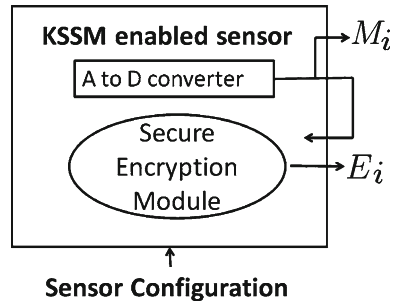 KSSM enabled sensor
M_i
A to D converter
Secure
Encryption
Module
E_i
Sensor Configuration